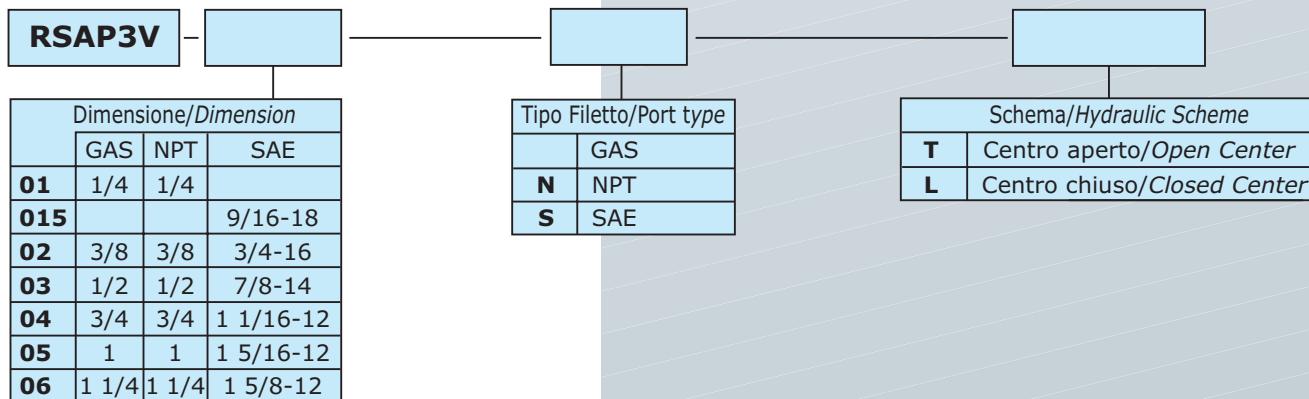 RSAP3V –
Dimensione/Dimension
GAS NPT SAE
01 1/4 1/4
015 9/16-18
02 3/8 3/8 3/4-16
03 1/2 1/2 7/8-14
04 3/4 3/4 1 1/16-12
05 1 1 1 5/16-12
06 1 1/4 1 1/4 1 5/8-12
Tipo Filetto/Port type
GAS
N NPT
S SAE
Schema/Hydraulic Scheme
T Centro aperto/Open Center
L Centro chiuso/Closed Center